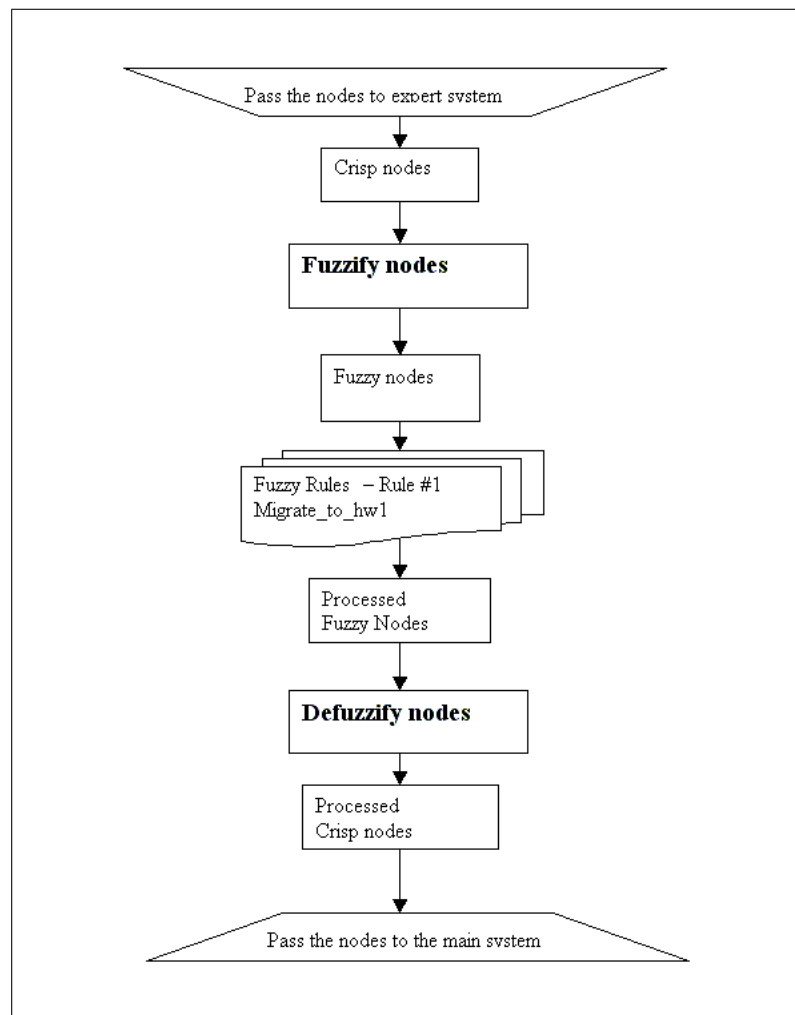 Pass the nodes to expert system
Crisp nodes
Fuzzify nodes
Fuzzy nodes
Fuzzy Rules – Rule #1
Migrate_to_hw1
Processed
Fuzzy Nodes
Defuzzify nodes
Processed
Crisp nodes
Pass the nodes to the main system